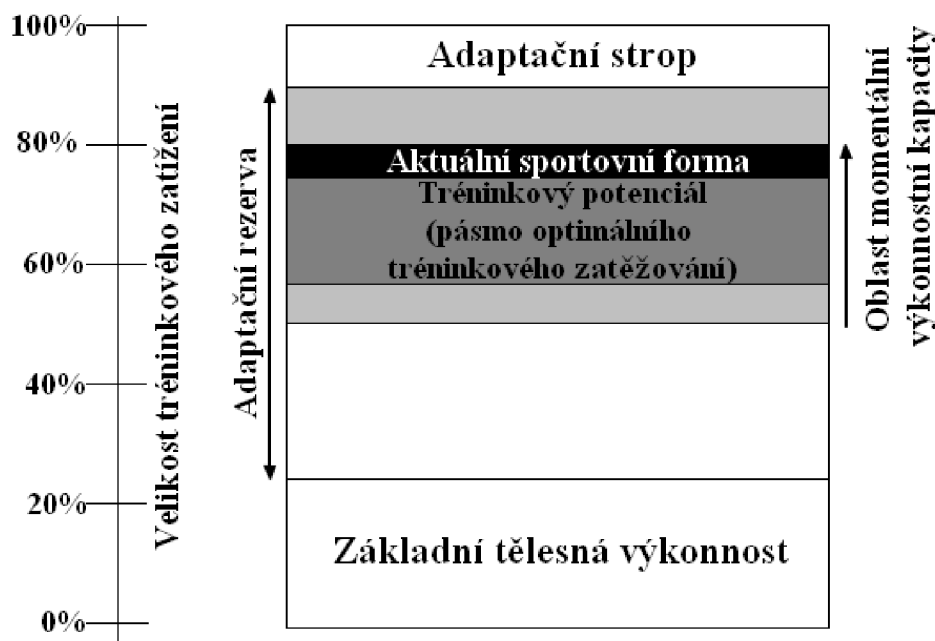 100%
80%
60%
40%
20%
0%
Velikost tréninkového zatížení
Adaptační rezerva
Adaptační strop
Aktuální sportovní forma
Tréninkový potenciál
(pásmo optimálního
tréninkového zatěžování)
Základní tělesná výkonnost
Oblast momentální
výkonnostní kapacity